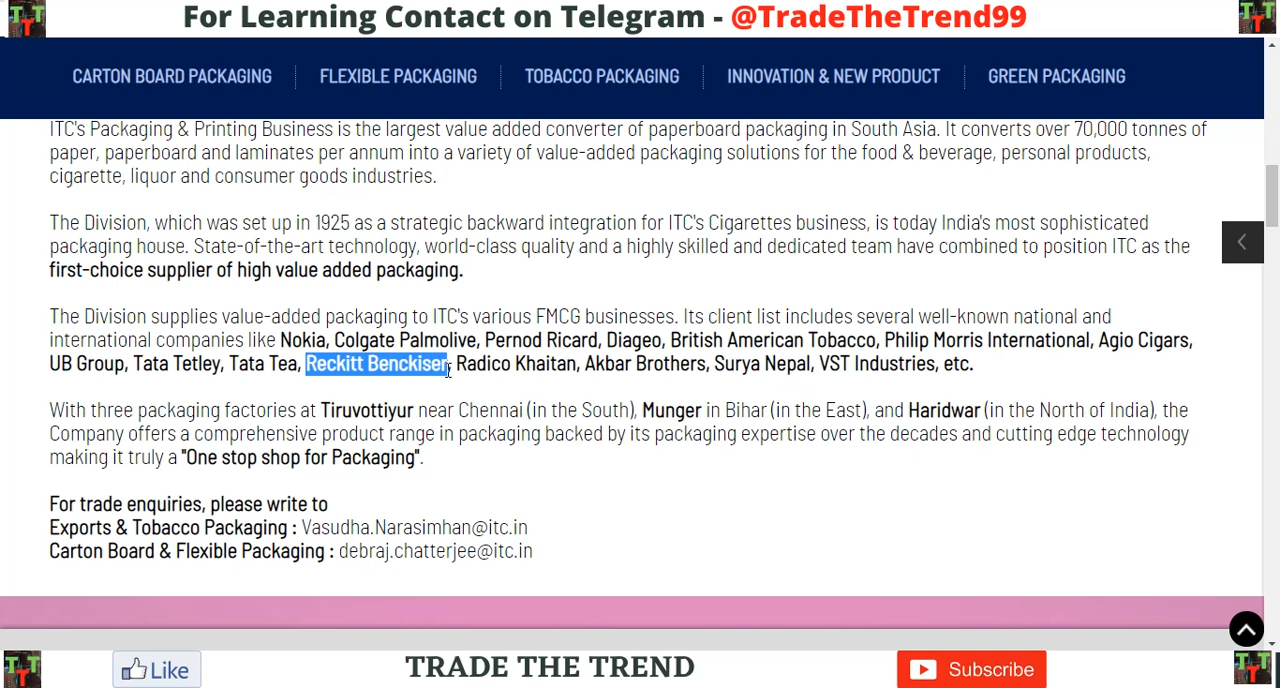 For Learning Contact on Telegram - @TradeTheTrend99
CARTON BOARD PACKAGING
FLEXIBLE PACKAGING
TOBACCO PACKAGING
INNOVATION & NEW PRODUCT
GREEN PACKAGING
ITC's Packaging & Printing Business is the largest value added converter of paperboard packaging in South Asia. It converts over 70,000 tonnes of
paper, paperboard and laminates per annum into a variety of value-added packaging solutions for the food & beverage, personal products,
cigarette, liquor and consumer goods industries.
The Division, which was set up in 1925 as a strategic backward integration for ITC's Cigarettes business, is today India's most sophisticated
packaging house. State-of-the-art technology, world-class quality and a highly skilled and dedicated team have combined to position ITC as the
first-choice supplier of high value added packaging.
The Division supplies value-added packaging to ITC's various FMCG businesses. Its client list includes several well-known national and
international companies like Nokia, Colgate Palmolive, Pernod Ricard, Diageo, British American Tobacco, Philip Morris International, Agio Cigars,
UB Group, Tata Tetley, Tata Tea, Reckitt Benckiser, Radico Khaitan, Akbar Brothers, Surya Nepal, VST Industries, etc.
With three packaging factories at Tiruvottiyur near Chennai (in the South), Munger in Bihar (in the East), and Haridwar (in the North of India), the
Company offers a comprehensive product range in packaging backed by its packaging expertise over the decades and cutting edge technology
making it truly a "One stop shop for Packaging".
For trade enquiries, please write to
Exports & Tobacco Packaging : Vasudha.Narasimhan@itc.in
Carton Board & Flexible Packaging : debraj.chatterjee@itc.in
Like
TRADE THE TREND
Subscribe